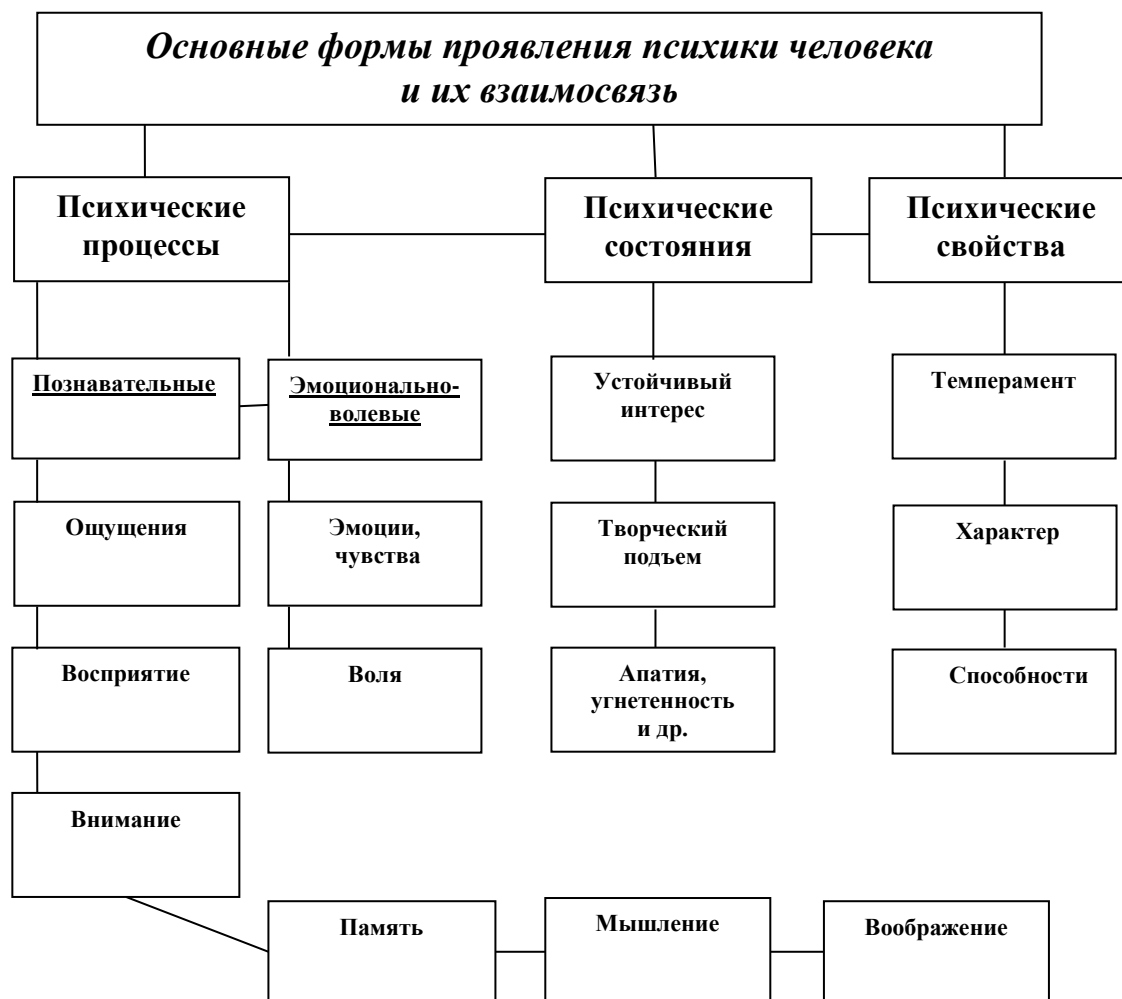 Основные формы проявления психики человека
и их взаимосвязь
Психические
процессы
Психические
состояния
Психические
свойства
Познавательные
Эмоционально-
волевые
Устойчивый
интерес
Темперамент
Ощущения
Эмоции,
чувства
Творческий
подъем
Характер
Восприятие
Воля
Апатия,
угнетенность
и др.
Способности
Внимание
Память
Мышление
Воображение